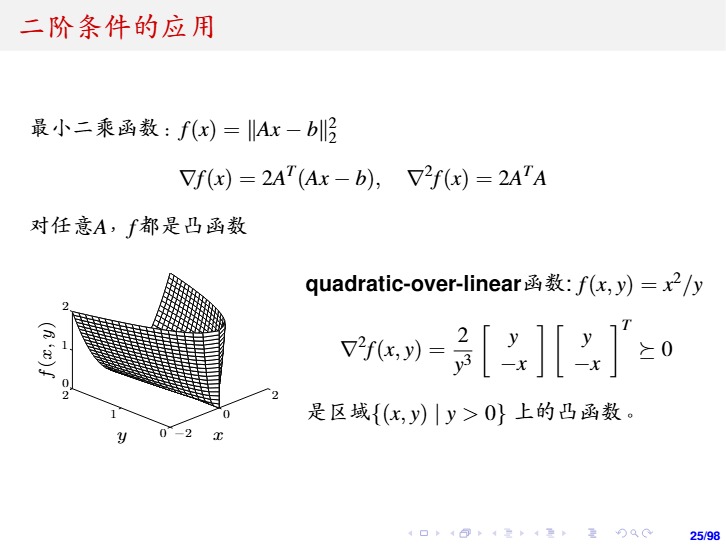 二阶条件的应用
最小二乘函数：f(x) = ‖Ax − b‖₂²
∇f(x) = 2Aᵀ(Ax − b), ∇²f(x) = 2AᵀA
对任意A，f都是凸函数
quadratic-over-linear函数: f(x, y) = x²/y
∇²f(x, y) = 2/y³ [ y −x ] [ y −x ]ᵀ ⪰ 0
是区域{(x, y) | y > 0} 上的凸函数。
f(x, y)
2
1
0
2
1
0
y
−2
0
2
x
25/98